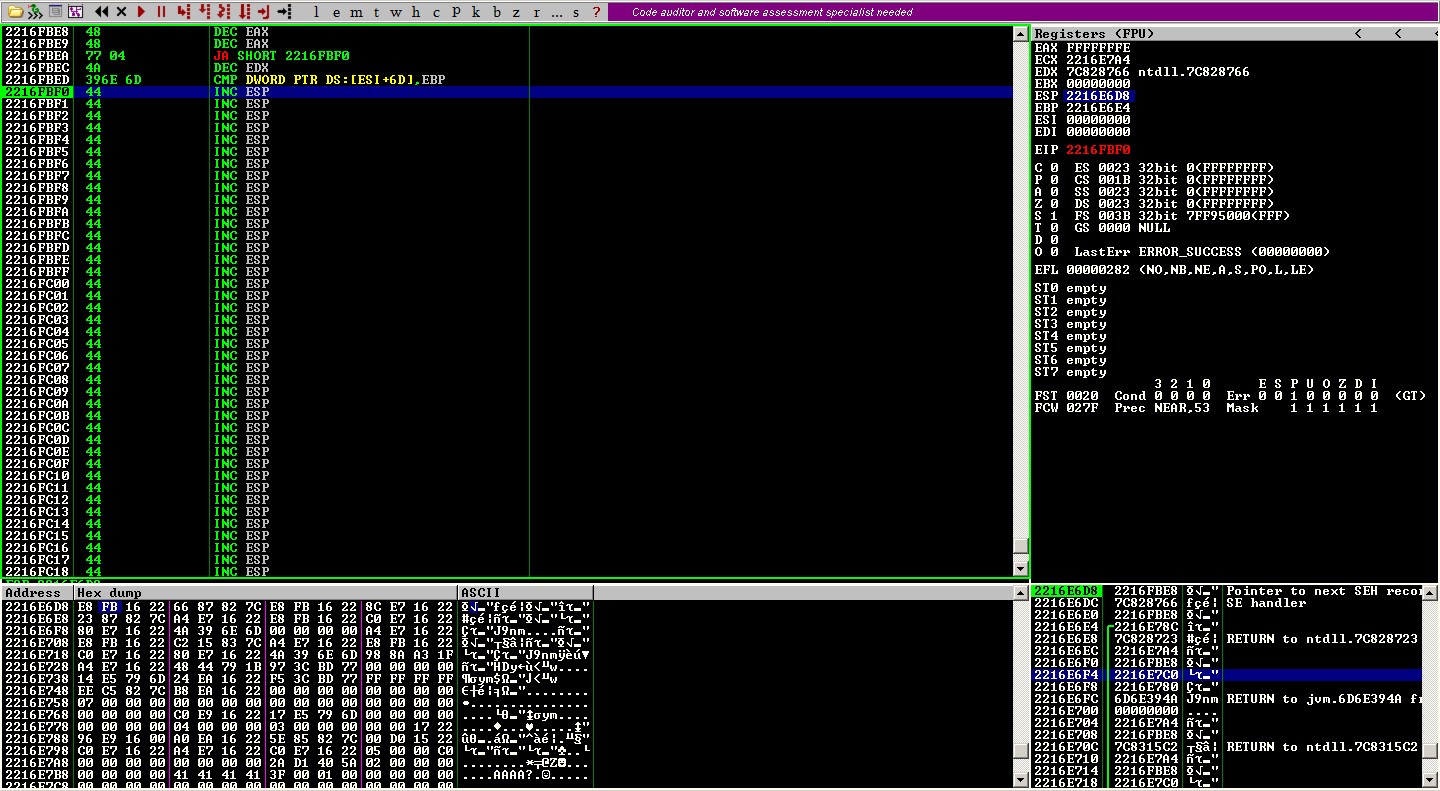 l e m t w h c p k b z r ... s ? Code auditor and software assessment specialist needed
2216FBE8 48 DEC EAX
2216FBE9 48 DEC EAX
2216FBEA 77 04 JA SHORT 2216FBF0
2216FBEC 4A DEC EDX
2216FBED 396E 6D CMP DWORD PTR DS:[ESI+6D],EBP
2216FBF0 44 INC ESP
2216FBF1 44 INC ESP
2216FBF2 44 INC ESP
2216FBF3 44 INC ESP
2216FBF4 44 INC ESP
2216FBF5 44 INC ESP
2216FBF6 44 INC ESP
2216FBF7 44 INC ESP
2216FBF8 44 INC ESP
2216FBF9 44 INC ESP
2216FBFA 44 INC ESP
2216FBFB 44 INC ESP
2216FBFC 44 INC ESP
2216FBFD 44 INC ESP
2216FBFE 44 INC ESP
2216FBFF 44 INC ESP
2216FC00 44 INC ESP
2216FC01 44 INC ESP
2216FC02 44 INC ESP
2216FC03 44 INC ESP
2216FC04 44 INC ESP
2216FC05 44 INC ESP
2216FC06 44 INC ESP
2216FC07 44 INC ESP
2216FC08 44 INC ESP
2216FC09 44 INC ESP
2216FC0A 44 INC ESP
2216FC0B 44 INC ESP
2216FC0C 44 INC ESP
2216FC0D 44 INC ESP
2216FC0E 44 INC ESP
2216FC0F 44 INC ESP
2216FC10 44 INC ESP
2216FC11 44 INC ESP
2216FC12 44 INC ESP
2216FC13 44 INC ESP
2216FC14 44 INC ESP
2216FC15 44 INC ESP
2216FC16 44 INC ESP
2216FC17 44 INC ESP
2216FC18 44 INC ESP
Registers (FPU) < < <
EAX FFFFFFFE
ECX 2216E7A4
EDX 7C828766 ntdll.7C828766
EBX 00000000
ESP 2216E6D8
EBP 2216E6E4
ESI 00000000
EDI 00000000
EIP 2216FBF0
C 0 ES 0023 32bit 0(FFFFFFFF)
P 0 CS 001B 32bit 0(FFFFFFFF)
A 0 SS 0023 32bit 0(FFFFFFFF)
Z 0 DS 0023 32bit 0(FFFFFFFF)
S 1 FS 003B 32bit 7FF95000(FFF)
T 0 GS 0000 NULL
D 0
O 0 LastErr ERROR_SUCCESS (00000000)
EFL 00000282 (NO,NB,NE,A,S,PO,L,LE)
ST0 empty
ST1 empty
ST2 empty
ST3 empty
ST4 empty
ST5 empty
ST6 empty
ST7 empty
3 2 1 0 E S P U O Z D I
FST 0020 Cond 0 0 0 0 Err 0 0 1 0 0 0 0 0 (GT)
FCW 027F Prec NEAR,53 Mask 1 1 1 1 1 1
Address Hex dump ASCII
2216E6D8 E8 FB 16 22 66 87 82 7C E8 FB 16 22 8C E7 16 22
2216E6E8 23 87 82 7C A4 E7 16 22 E8 FB 16 22 C0 E7 16 22
2216E6F8 80 E7 16 22 4A 39 6E 6D 00 00 00 00 A4 E7 16 22
2216E708 E8 FB 16 22 C2 15 83 7C A4 E7 16 22 E8 FB 16 22
2216E718 C0 E7 16 22 80 E7 16 22 4A 39 6E 6D 98 8A A3 1F
2216E728 A4 E7 16 22 48 44 79 1B 97 3C BD 77 00 00 00 00
2216E738 14 E5 79 6D 24 EA 16 22 F5 3C BD 77 FF FF FF FF
2216E748 EE C5 82 7C B8 EA 16 22 00 00 00 00 00 00 00 00
2216E758 07 00 00 00 00 00 00 00 00 00 00 00 00 00 00 00
2216E768 00 00 00 00 C0 E9 16 22 17 E5 79 6D 00 00 00 00
2216E778 00 00 00 00 04 00 00 00 03 00 00 00 00 00 17 22
2216E788 96 E9 16 00 A0 EA 16 22 5E 85 82 7C 00 D0 15 22
2216E798 C0 E7 16 22 A4 E7 16 22 C0 E7 16 22 05 00 00 C0
2216E7A8 00 00 00 00 00 00 00 00 2A D1 40 5A 02 00 00 00
2216E7B8 00 00 00 00 41 41 41 41 3F 00 01 00 00 00 00 00 ....AAAA?.☺.....
2216E6D8 2216FBE8 Pointer to next SEH recor
2216E6DC 7C828766 SE handler
2216E6E0 2216FBE8
2216E6E4 2216E78C
2216E6E8 7C828723 RETURN to ntdll.7C828723
2216E6EC 2216E7A4
2216E6F0 2216FBE8
2216E6F4 2216E7C0
2216E6F8 2216E780
2216E6FC 6D6E394A J9nm RETURN to jvm.6D6E394A fr
2216E700 00000000 ....
2216E704 2216E7A4
2216E708 2216FBE8
2216E70C 7C8315C2 RETURN to ntdll.7C8315C2
2216E710 2216E7A4
2216E714 2216FBE8
2216E718 2216E7C0